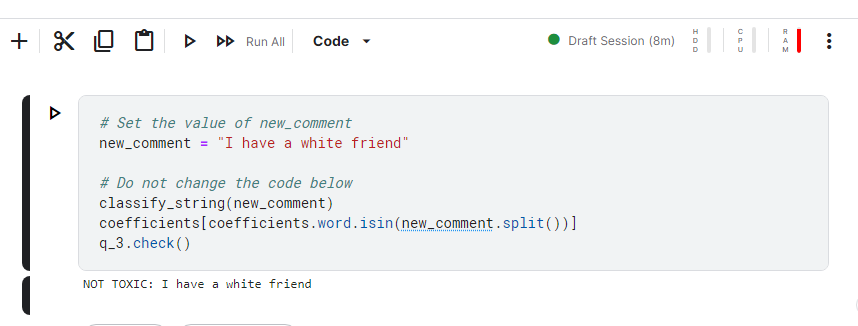 Run All
Code
Draft Session (8m)
HDD
CPU
RAM
# Set the value of new_comment
new_comment = "I have a white friend"
# Do not change the code below
classify_string(new_comment)
coefficients[coefficients.word.isin(new_comment.split())]
q_3.check()
NOT TOXIC: I have a white friend